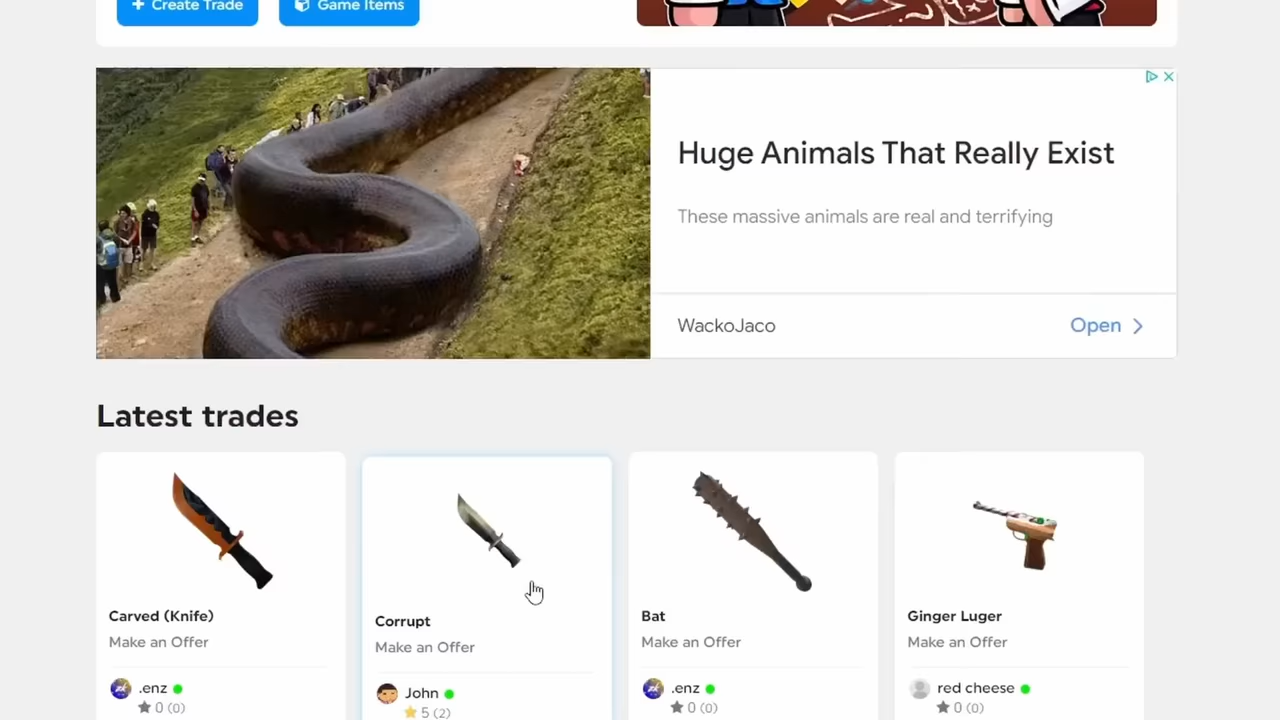 Create Trade
Game Items
Huge Animals That Really Exist
These massive animals are real and terrifying
WackoJaco
Open
Latest trades
Carved (Knife)
Make an Offer
.enz
0 (0)
Corrupt
Make an Offer
John
5 (2)
Bat
Make an Offer
.enz
0 (0)
Ginger Luger
Make an Offer
red cheese
0 (0)